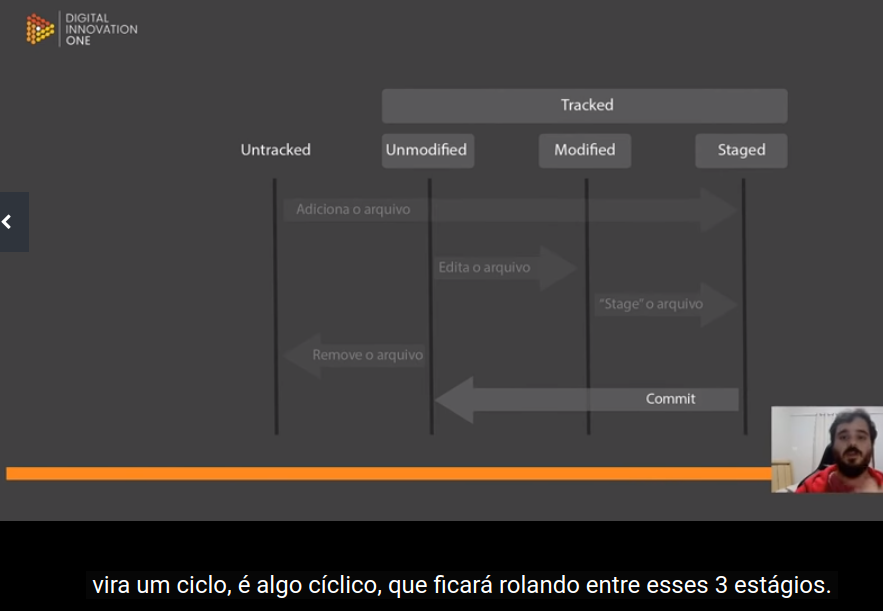 DIGITAL
INNOVATION
ONE
Tracked
Untracked
Unmodified
Modified
Staged
Adiciona o arquivo
Edita o arquivo
"Stage" o arquivo
Remove o arquivo
Commit
vira um ciclo, é algo cíclico, que ficará rolando entre esses 3 estágios.